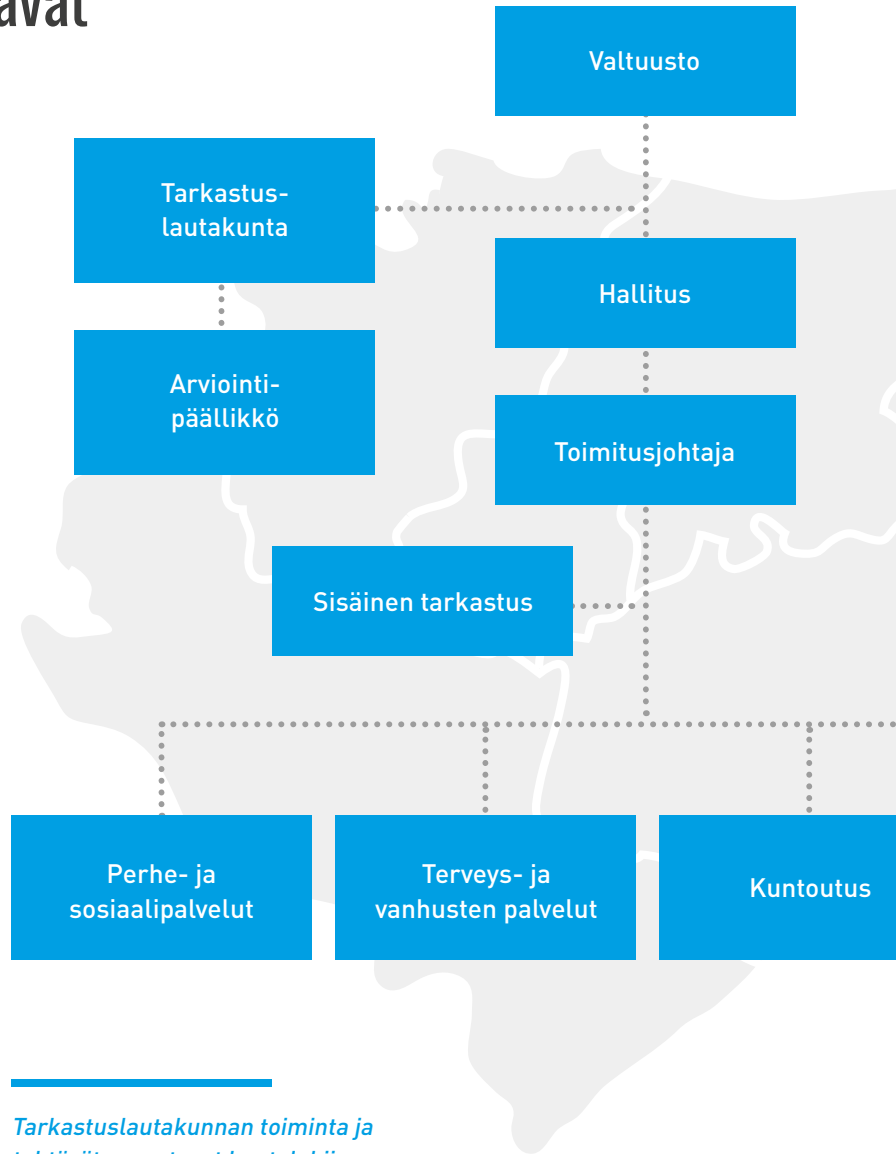 Valtuusto
Tarkastus-
lautakunta
Hallitus
Arviointi-
päällikkö
Toimitusjohtaja
Sisäinen tarkastus
Perhe- ja
sosiaalipalvelut
Terveys- ja
vanhusten palvelut
Kuntoutus
Tarkastuslautakunnan toiminta ja